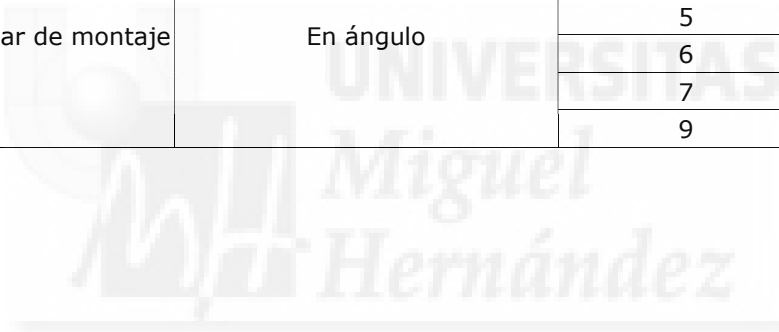 ar de montaje
En ángulo
5
6
7
9
UNIVERSITAS
Miguel
Hernández